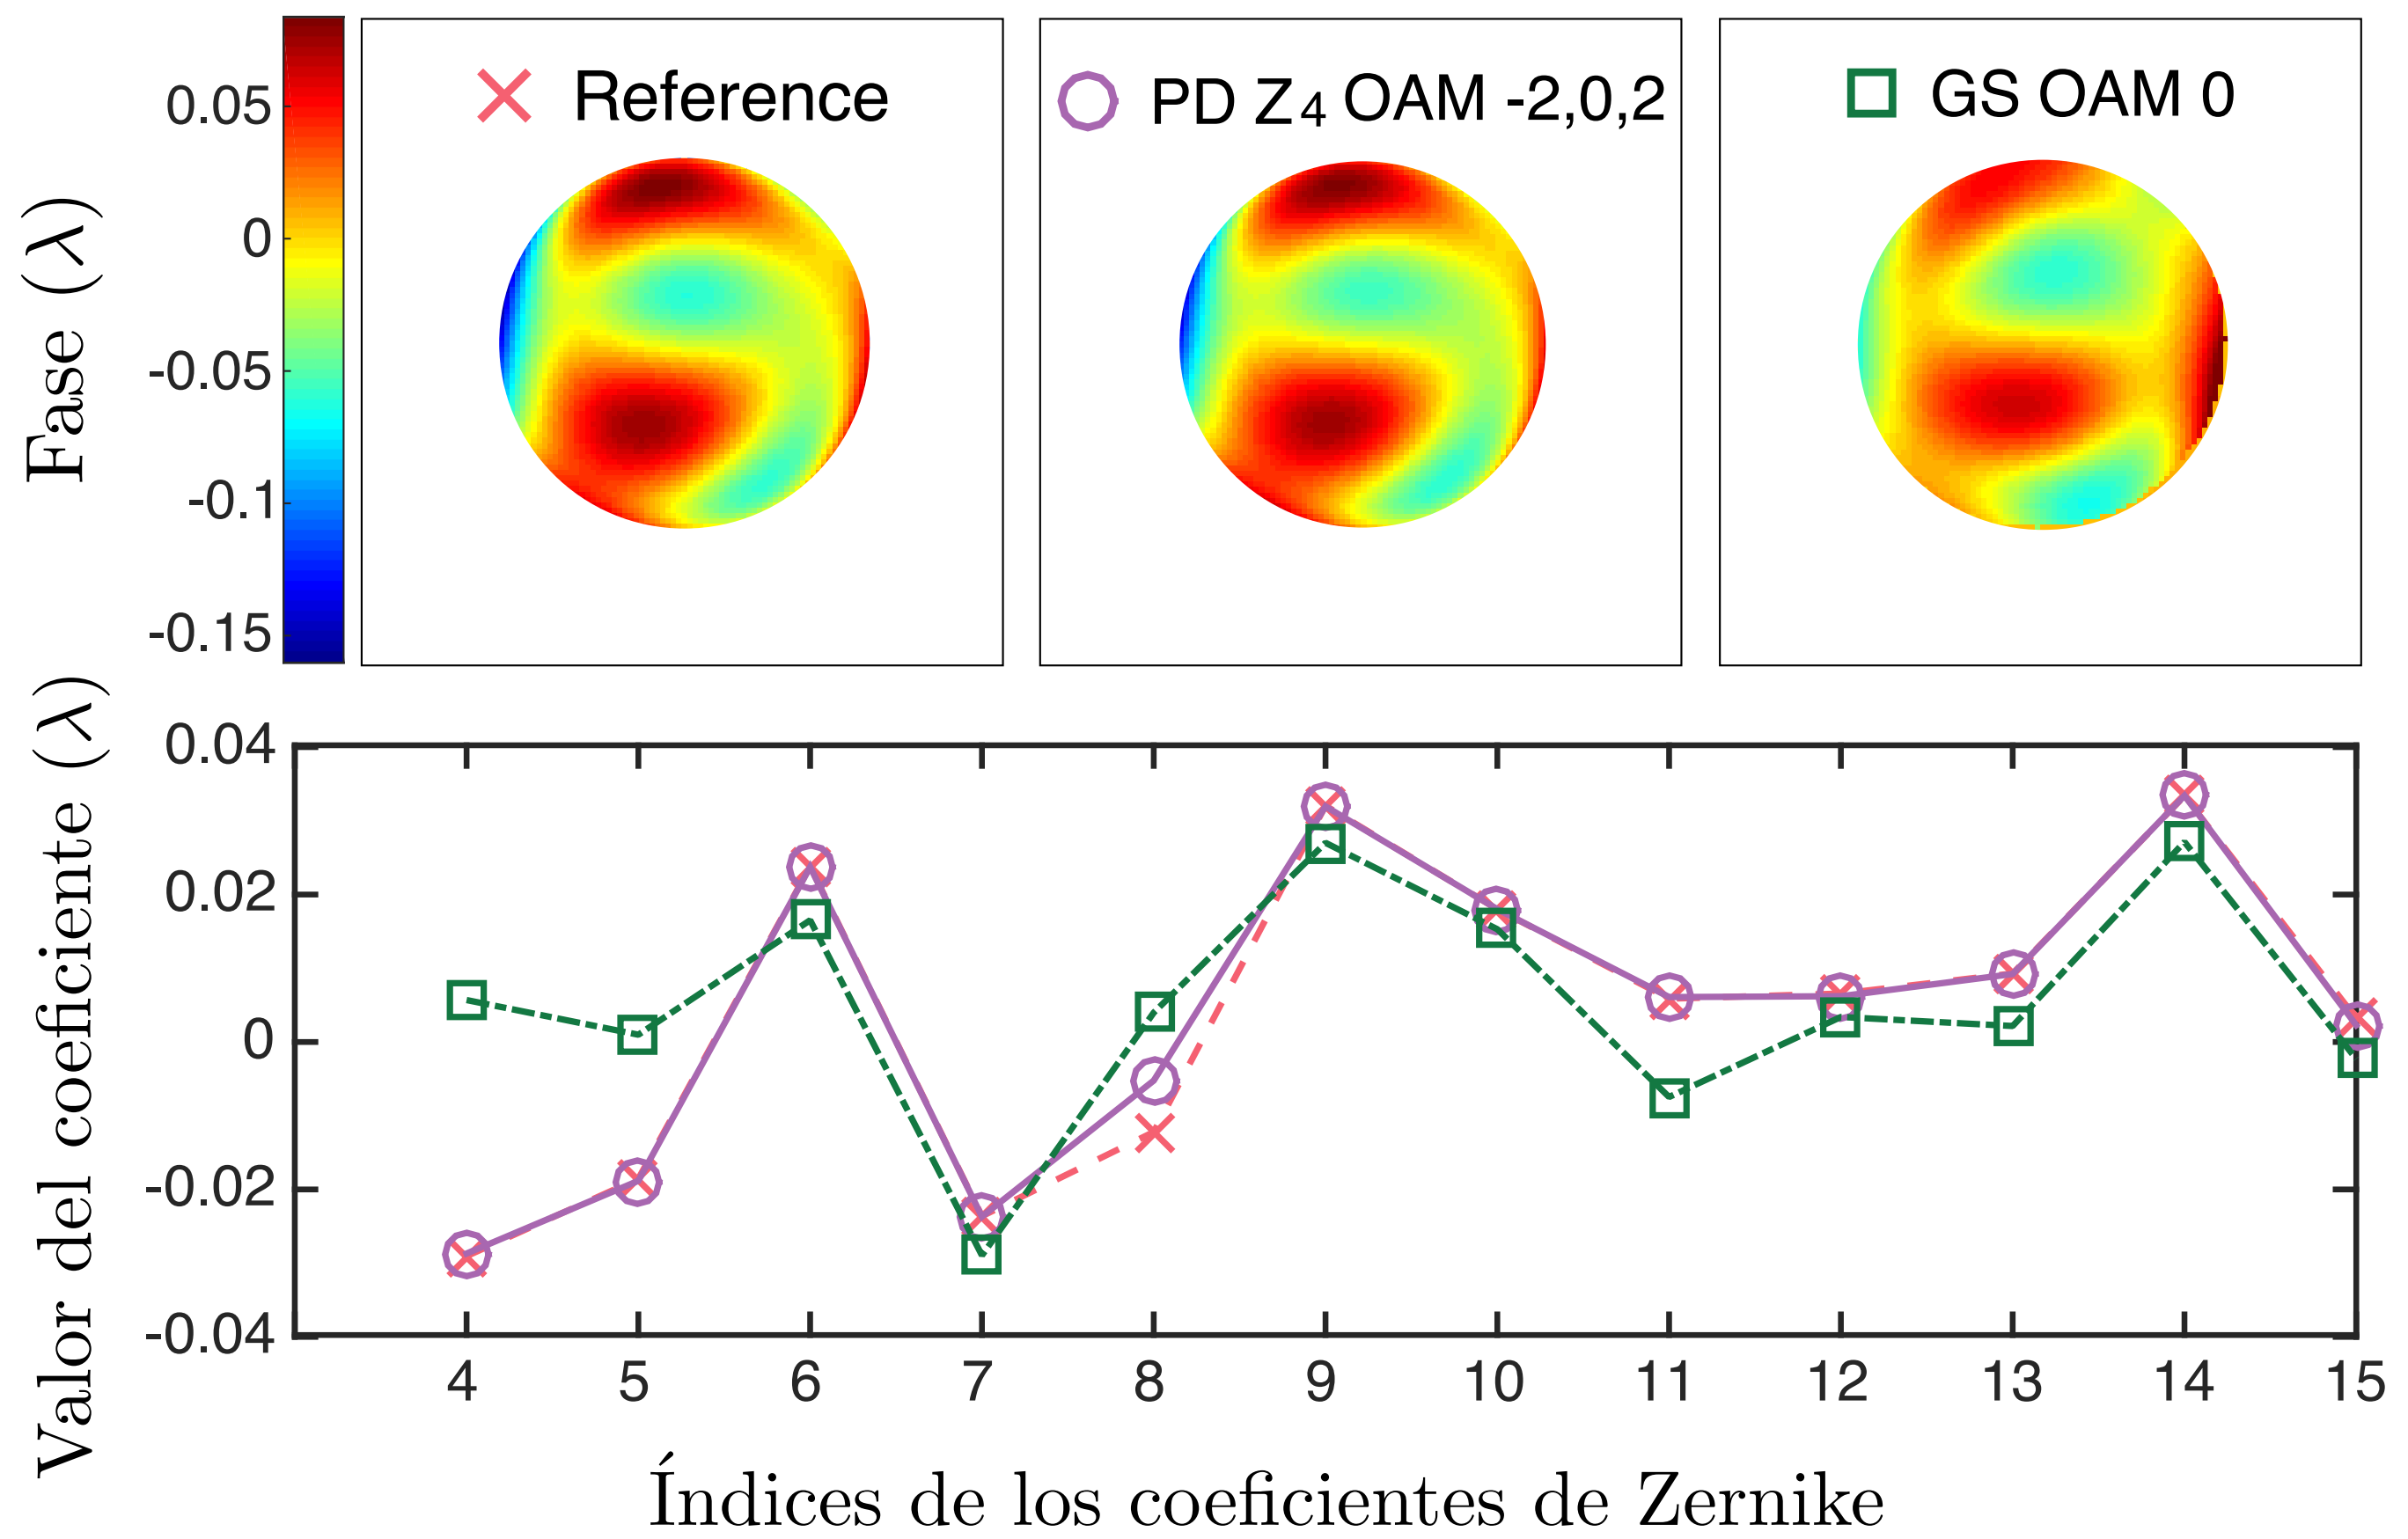 Fase (λ)
0.05
0
-0.05
-0.1
-0.15
Reference
PD Z4 OAM -2,0,2
GS OAM 0
Valor del coeficiente (λ)
0.04
0.02
0
-0.02
-0.04
4 5 6 7 8 9 10 11 12 13 14 15
Índices de los coeficientes de Zernike